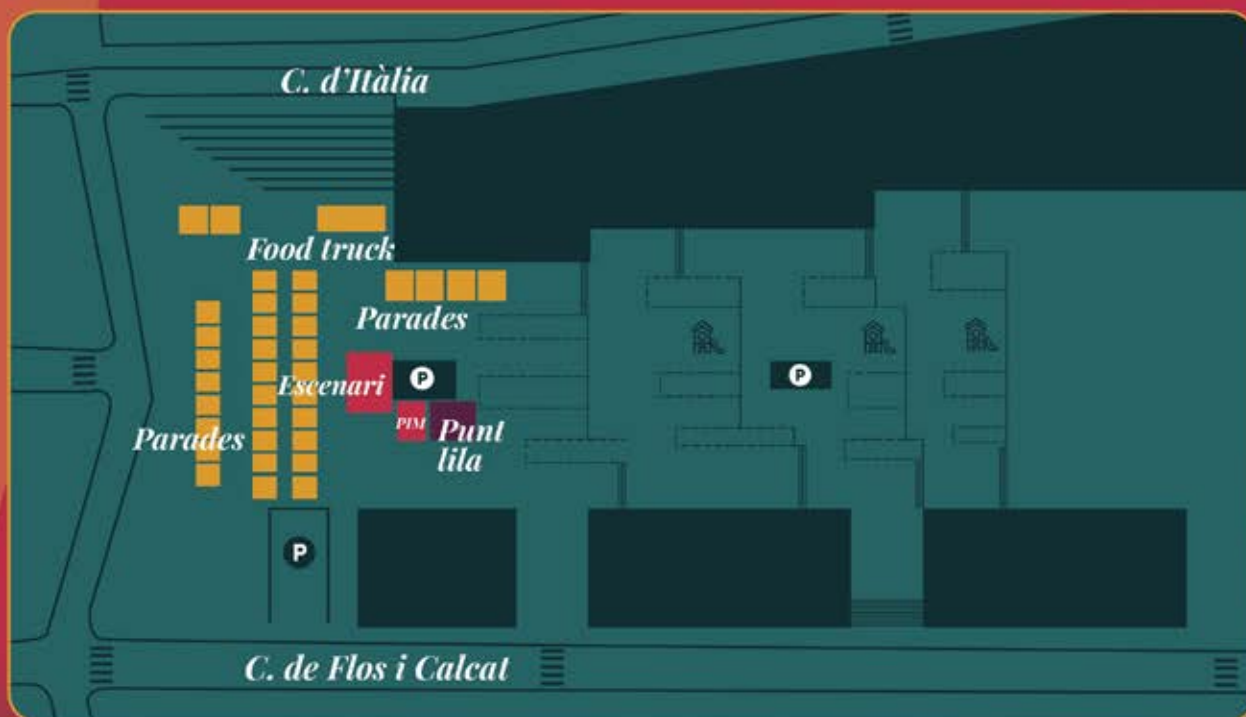 C. d'Itàlia
Food truck
Parades
Escenari
P
P
PIM
Punt
lila
Parades
P
C. de Flos i Calcat